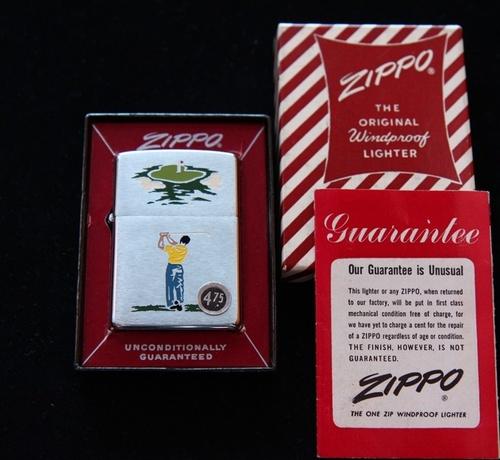 ZIPPO.
475
UNCONDITIONALLY
GUARANTEED
ZIPPO®
THE
ORIGINAL
Windproof
LIGHTER
Guarantee
Our Guarantee is Unusual
This lighter or any ZIPPO, when returned
to our factory, will be put in first class
mechanical condition free of charge, for
we have yet to charge a cent for the repair
of a ZIPPO regardless of age or condition.
THE FINISH, HOWEVER, IS NOT
GUARANTEED.
ZIPPO®
THE ONE ZIP WINDPROOF LIGHTER